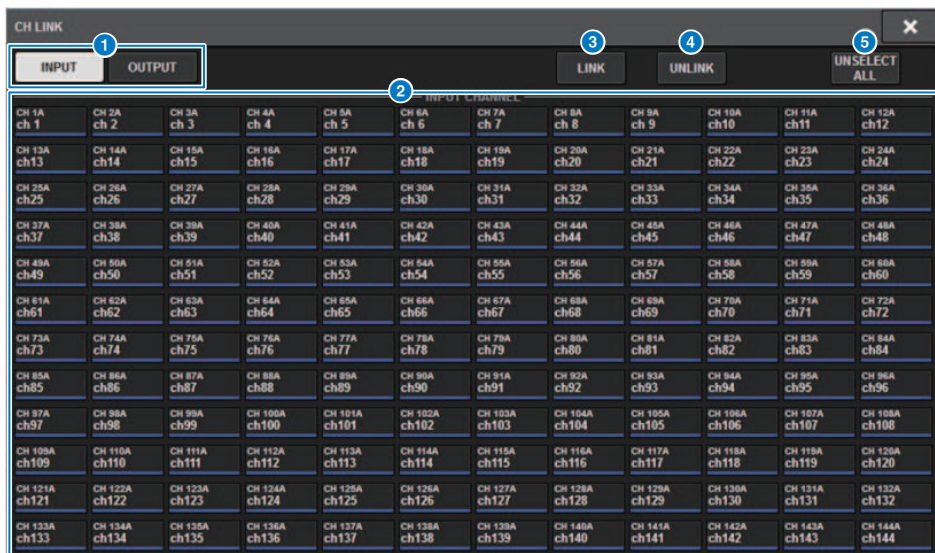 CH LINK
1 3 4 5
INPUT OUTPUT LINK UNLINK UNSELECT
ALL
2
INPUT CHANNEL
CH 1A CH 2A CH 3A CH 4A CH 5A CH 6A CH 7A CH 8A CH 9A CH 10A CH 11A CH 12A
ch 1 ch 2 ch 3 ch 4 ch 5 ch 6 ch 7 ch 8 ch 9 ch10 ch11 ch12
CH 13A CH 14A CH 15A CH 16A CH 17A CH 18A CH 19A CH 20A CH 21A CH 22A CH 23A CH 24A
ch13 ch14 ch15 ch16 ch17 ch18 ch19 ch20 ch21 ch22 ch23 ch24
CH 25A CH 26A CH 27A CH 28A CH 29A CH 30A CH 31A CH 32A CH 33A CH 34A CH 35A CH 36A
ch25 ch26 ch27 ch28 ch29 ch30 ch31 ch32 ch33 ch34 ch35 ch36
CH 37A CH 38A CH 39A CH 40A CH 41A CH 42A CH 43A CH 44A CH 45A CH 46A CH 47A CH 48A
ch37 ch38 ch39 ch40 ch41 ch42 ch43 ch44 ch45 ch46 ch47 ch48
CH 49A CH 50A CH 51A CH 52A CH 53A CH 54A CH 55A CH 56A CH 57A CH 58A CH 59A CH 60A
ch49 ch50 ch51 ch52 ch53 ch54 ch55 ch56 ch57 ch58 ch59 ch60
CH 61A CH 62A CH 63A CH 64A CH 65A CH 66A CH 67A CH 68A CH 69A CH 70A CH 71A CH 72A
ch61 ch62 ch63 ch64 ch65 ch66 ch67 ch68 ch69 ch70 ch71 ch72
CH 73A CH 74A CH 75A CH 76A CH 77A CH 78A CH 79A CH 80A CH 81A CH 82A CH 83A CH 84A
ch73 ch74 ch75 ch76 ch77 ch78 ch79 ch80 ch81 ch82 ch83 ch84
CH 85A CH 86A CH 87A CH 88A CH 89A CH 90A CH 91A CH 92A CH 93A CH 94A CH 95A CH 96A
ch85 ch86 ch87 ch88 ch89 ch90 ch91 ch92 ch93 ch94 ch95 ch96
CH 97A CH 98A CH 99A CH 100A CH 101A CH 102A CH 103A CH 104A CH 105A CH 106A CH 107A CH 108A
ch97 ch98 ch99 ch100 ch101 ch102 ch103 ch104 ch105 ch106 ch107 ch108
CH 109A CH 110A CH 111A CH 112A CH 113A CH 114A CH 115A CH 116A CH 117A CH 118A CH 119A CH 120A
ch109 ch110 ch111 ch112 ch113 ch114 ch115 ch116 ch117 ch118 ch119 ch120
CH 121A CH 122A CH 123A CH 124A CH 125A CH 126A CH 127A CH 128A CH 129A CH 130A CH 131A CH 132A
ch121 ch122 ch123 ch124 ch125 ch126 ch127 ch128 ch129 ch130 ch131 ch132
CH 133A CH 134A CH 135A CH 136A CH 137A CH 138A CH 139A CH 140A CH 141A CH 142A CH 143A CH 144A
ch133 ch134 ch135 ch136 ch137 ch138 ch139 ch140 ch141 ch142 ch143 ch144